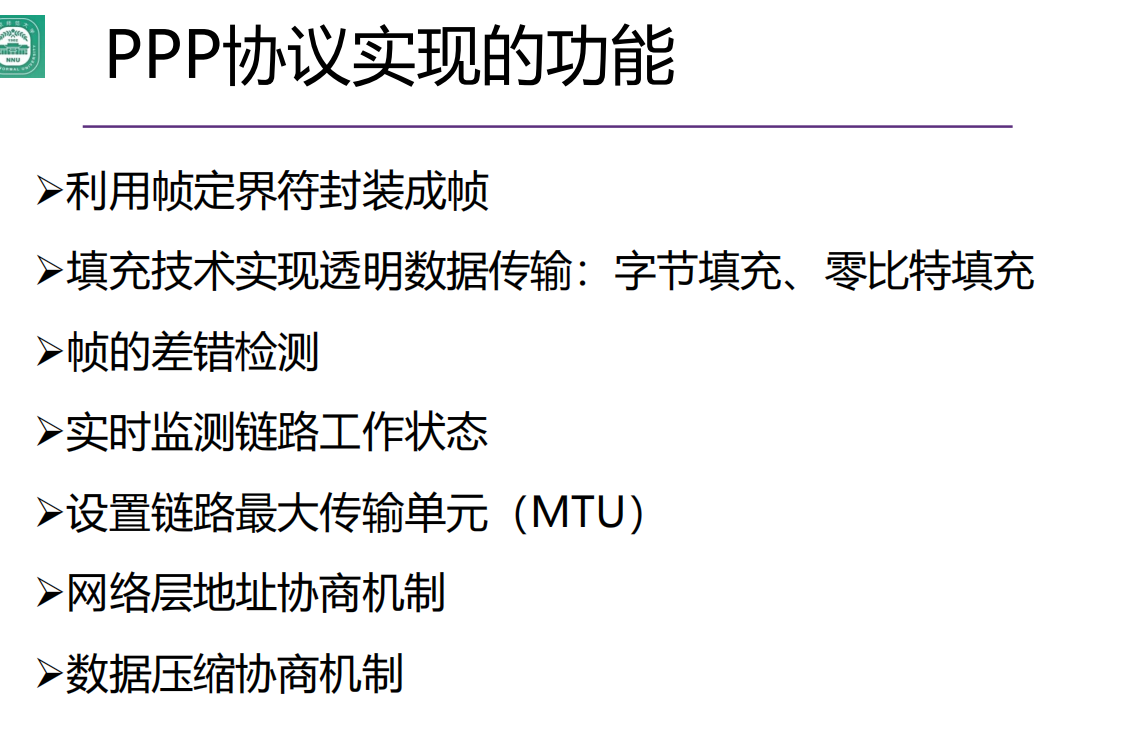 NNU
PPP协议实现的功能
➢利用帧定界符封装成帧
➢填充技术实现透明数据传输：字节填充、零比特填充
➢帧的差错检测
➢实时监测链路工作状态
➢设置链路最大传输单元（MTU）
➢网络层地址协商机制
➢数据压缩协商机制